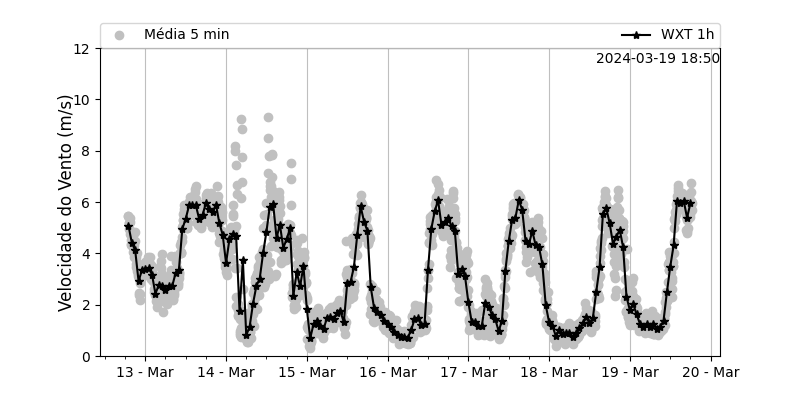 Média 5 min
WXT 1h
2024-03-19 18:50
Velocidade do Vento (m/s)
12
10
8
6
4
2
0
13 - Mar
14 - Mar
15 - Mar
16 - Mar
17 - Mar
18 - Mar
19 - Mar
20 - Mar